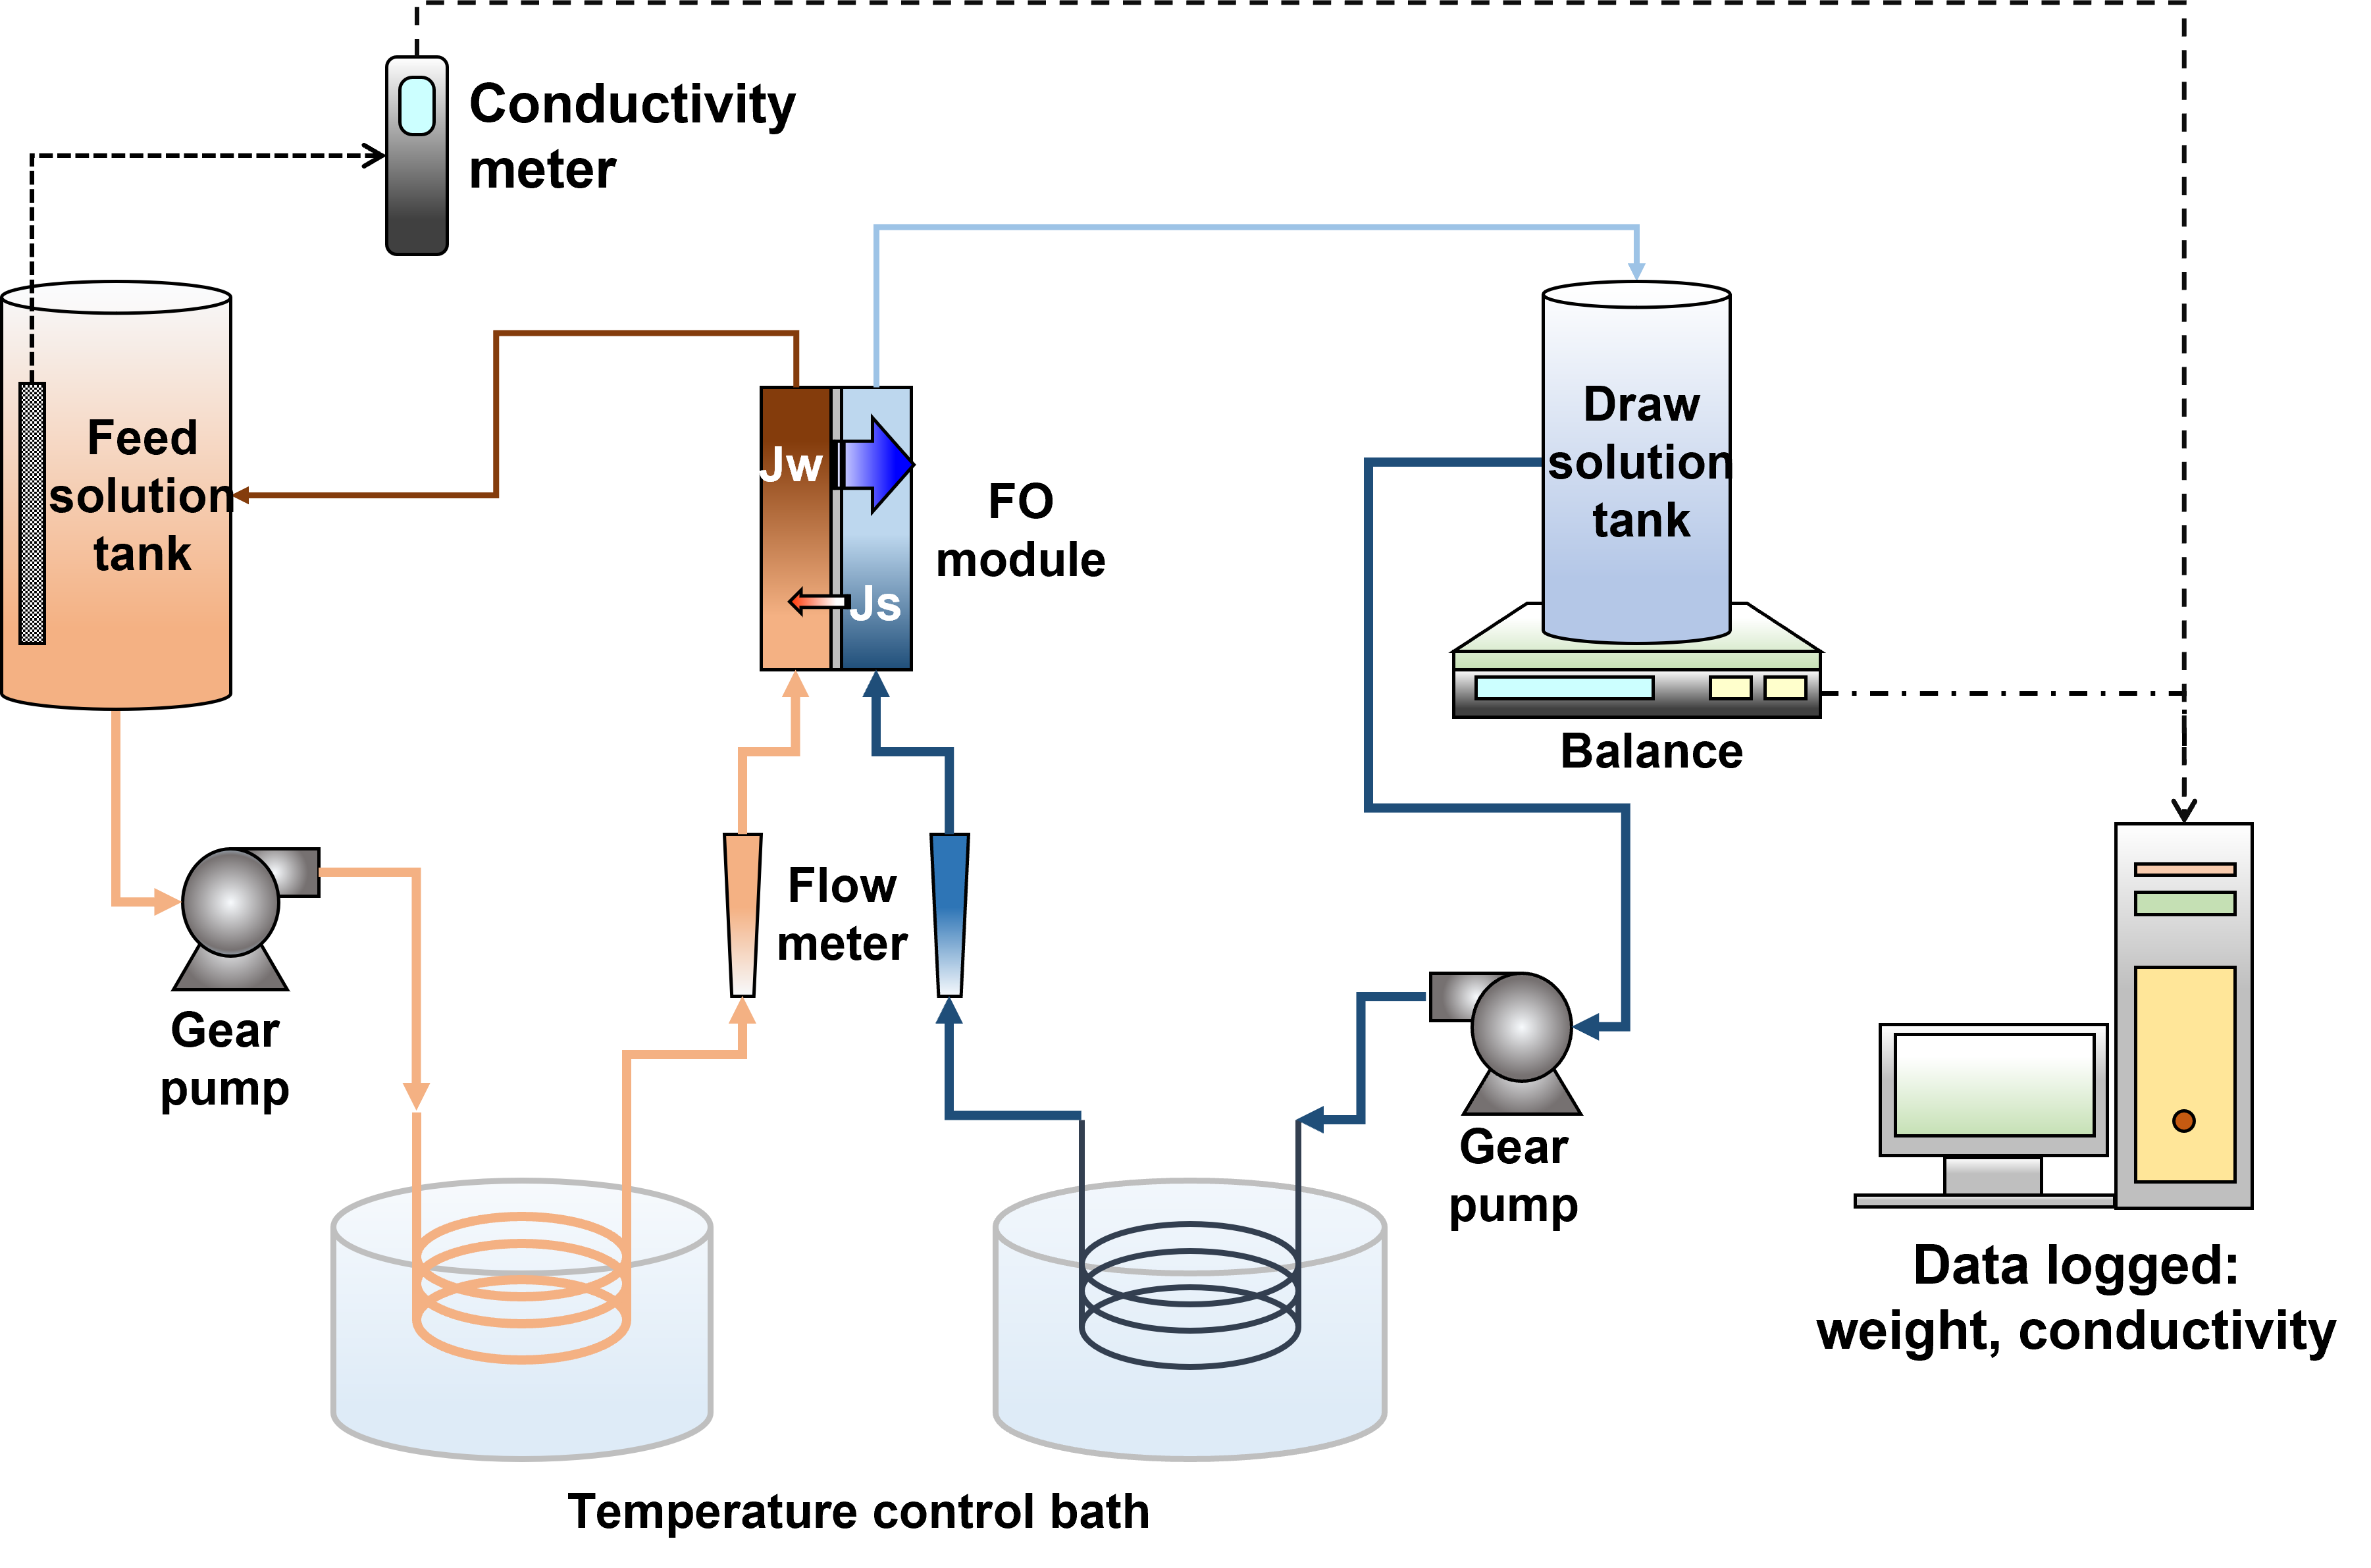 Conductivity
meter
Feed
solution
tank
Jw
Js
FO
module
Draw
solution
tank
Balance
Flow
meter
Gear
pump
Gear
pump
Data logged:
weight, conductivity
Temperature control bath